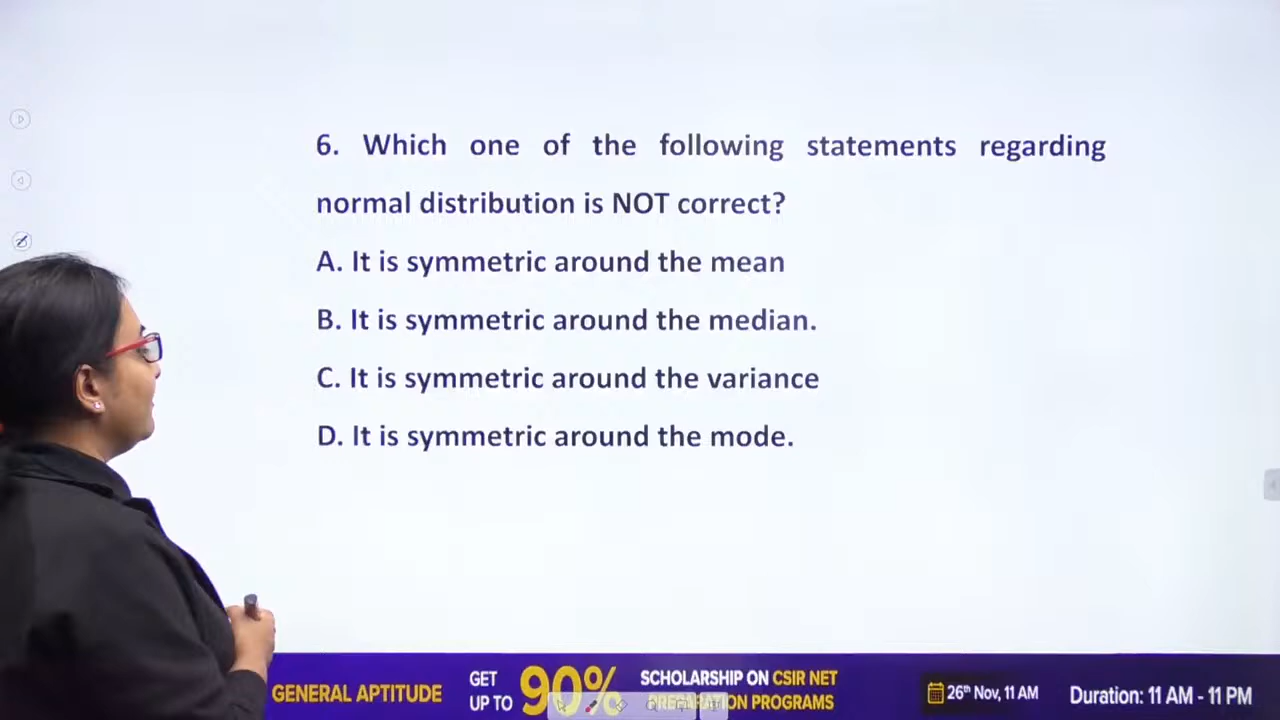 6. Which one of the following statements regarding
normal distribution is NOT correct?
A. It is symmetric around the mean
B. It is symmetric around the median.
C. It is symmetric around the variance
D. It is symmetric around the mode.
GENERAL APTITUDE
GET
UP TO
90%
SCHOLARSHIP ON CSIR NET
PREPARATION PROGRAMS
26th Nov, 11 AM
Duration: 11 AM - 11 PM